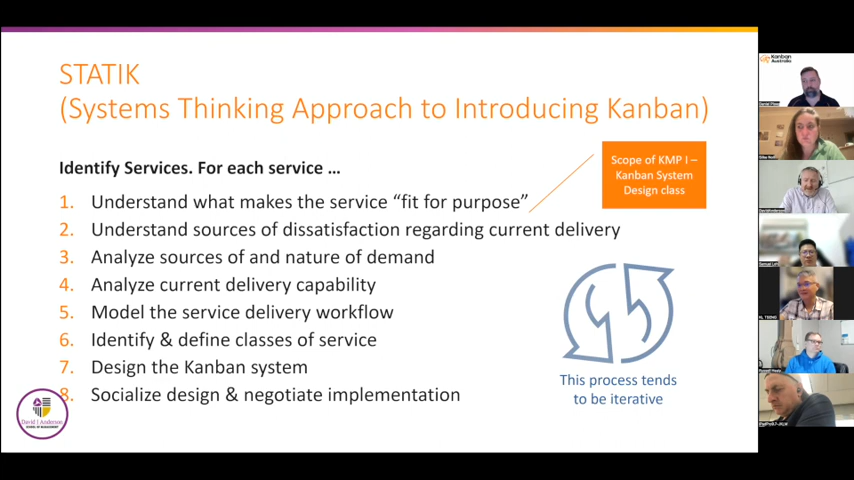 STATIK
(Systems Thinking Approach to Introducing Kanban)
Identify Services. For each service …
Scope of KMP I –
Kanban System
Design class
1. Understand what makes the service “fit for purpose”
2. Understand sources of dissatisfaction regarding current delivery
3. Analyze sources of and nature of demand
4. Analyze current delivery capability
5. Model the service delivery workflow
6. Identify & define classes of service
7. Design the Kanban system
8. Socialize design & negotiate implementation
This process tends
to be iterative
David J Anderson
SCHOOL OF MANAGEMENT
Kanban
Australia